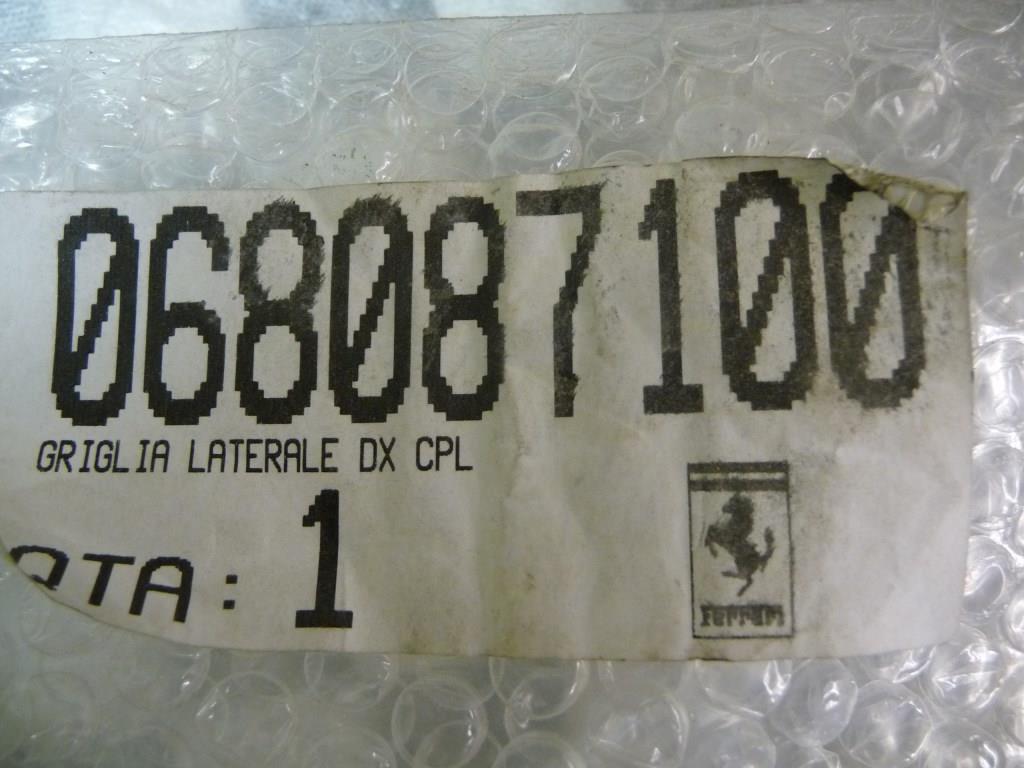 068087100
GRIGLIA LATERALE DX CPL
QTA: 1
Ferrari